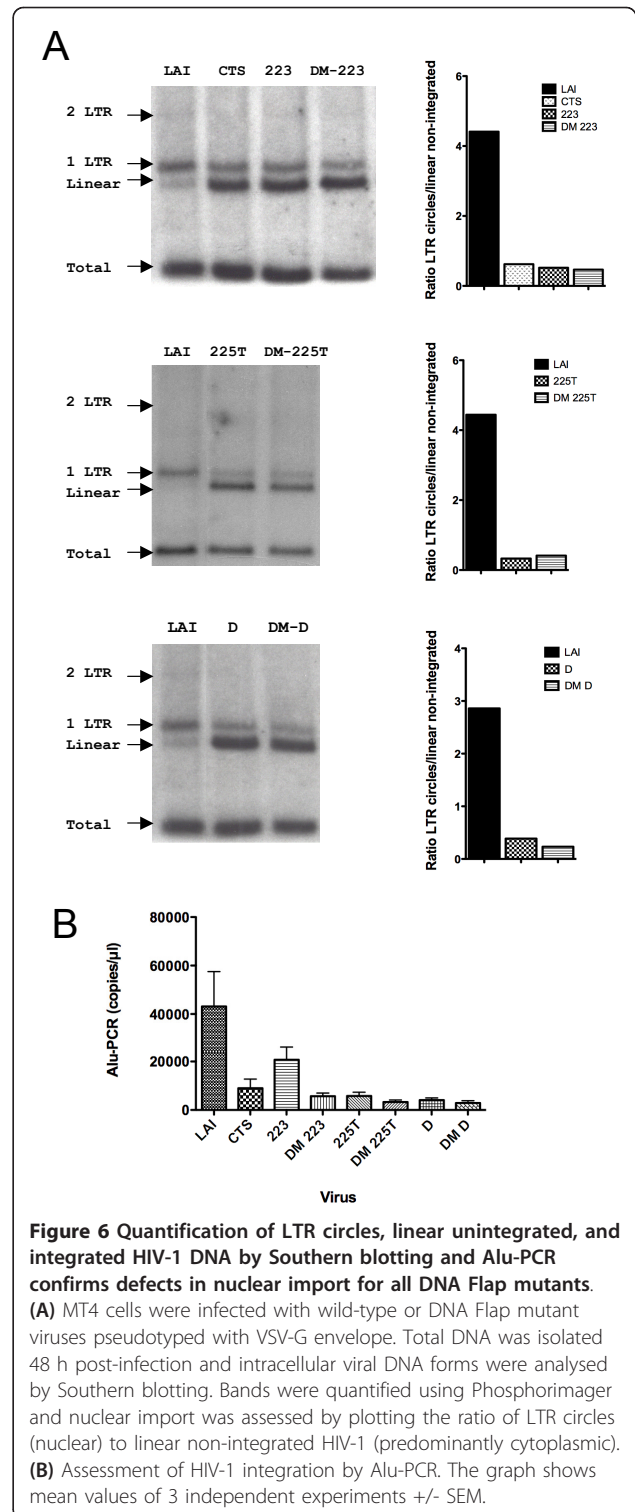 A
LAI CTS 223 DM-223
2 LTR
1 LTR
Linear
Total
Ratio LTR circles/linear non-integrated
6
4
2
0
LAI
CTS
223
DM 223
LAI 225T DM-225T
2 LTR
1 LTR
Linear
Total
Ratio LTR circles/linear non-integrated
6
4
2
0
LAI
225T
DM 225T
LAI D DM-D
2 LTR
1 LTR
Linear
Total
Ratio LTR circles/linear non-integrated
3
2
1
0
LAI
D
DM D
B
Alu-PCR (copies/µl)
80000
60000
40000
20000
0
LAI CTS 223 DM 223 225T DM 225T D DM D
Virus
Figure 6 Quantification of LTR circles, linear unintegrated, and
integrated HIV-1 DNA by Southern blotting and Alu-PCR
confirms defects in nuclear import for all DNA Flap mutants.
(A) MT4 cells were infected with wild-type or DNA Flap mutant
viruses pseudotyped with VSV-G envelope. Total DNA was isolated
48 h post-infection and intracellular viral DNA forms were analysed
by Southern blotting. Bands were quantified using Phosphorimager
and nuclear import was assessed by plotting the ratio of LTR circles
(nuclear) to linear non-integrated HIV-1 (predominantly cytoplasmic).
(B) Assessment of HIV-1 integration by Alu-PCR. The graph shows
mean values of 3 independent experiments +/- SEM.